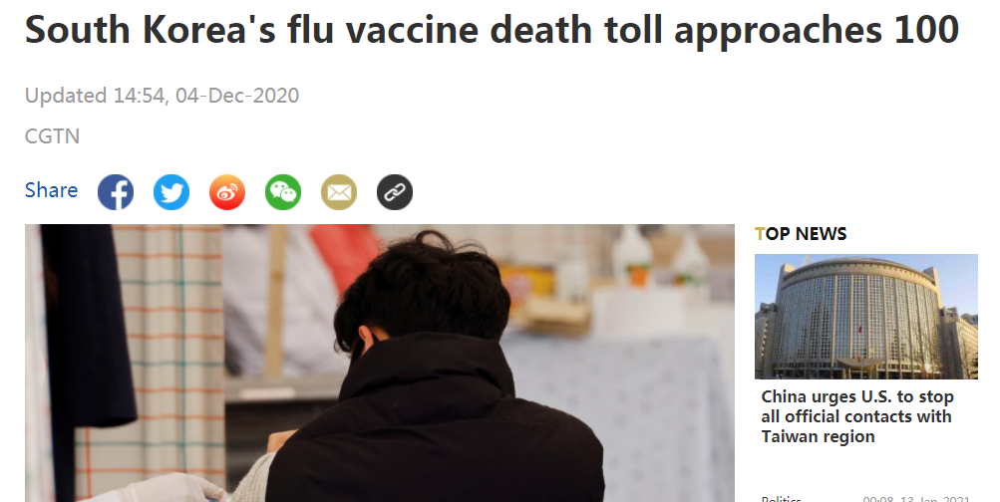 South Korea's flu vaccine death toll approaches 100
Updated 14:54, 04-Dec-2020
CGTN
Share
TOP NEWS
China urges U.S. to stop
all official contacts with
Taiwan region
Politics 00:08, 13-Jan-2021